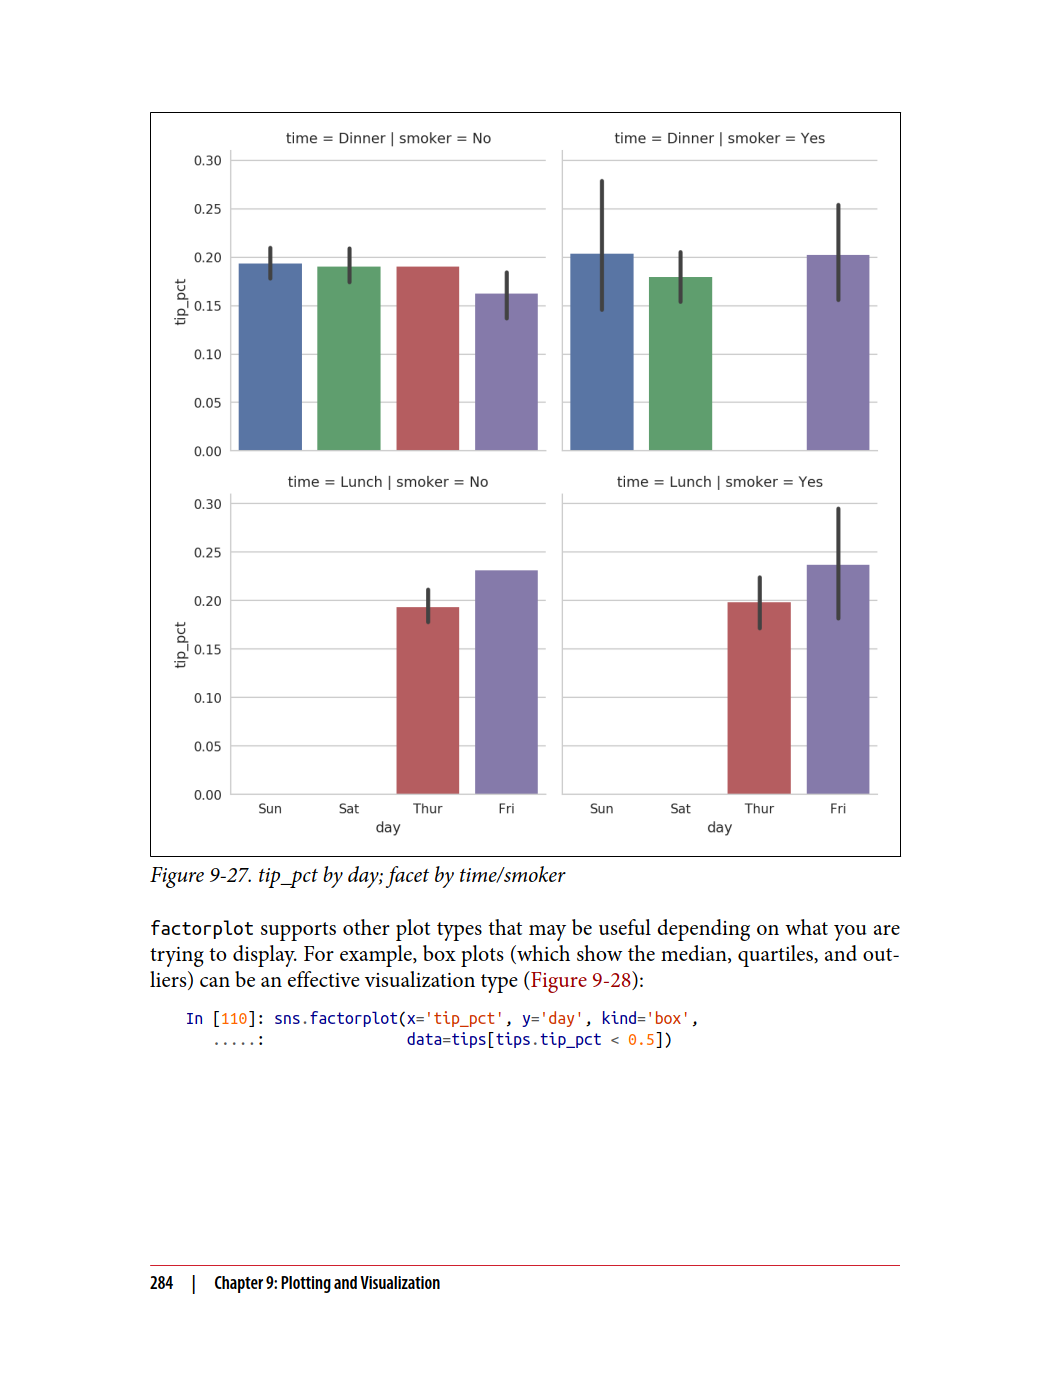 time = Dinner | smoker = No
time = Dinner | smoker = Yes
0.30
0.25
0.20
0.15
0.10
0.05
0.00
tip_pct
time = Lunch | smoker = No
time = Lunch | smoker = Yes
0.30
0.25
0.20
0.15
0.10
0.05
0.00
tip_pct
Sun Sat Thur Fri
Sun Sat Thur Fri
day
day
Figure 9-27. tip_pct by day; facet by time/smoker
factorplot supports other plot types that may be useful depending on what you are
trying to display. For example, box plots (which show the median, quartiles, and out-
liers) can be an effective visualization type (Figure 9-28):
In [110]: sns.factorplot(x='tip_pct', y='day', kind='box',
.....: data=tips[tips.tip_pct < 0.5])
284 | Chapter 9: Plotting and Visualization